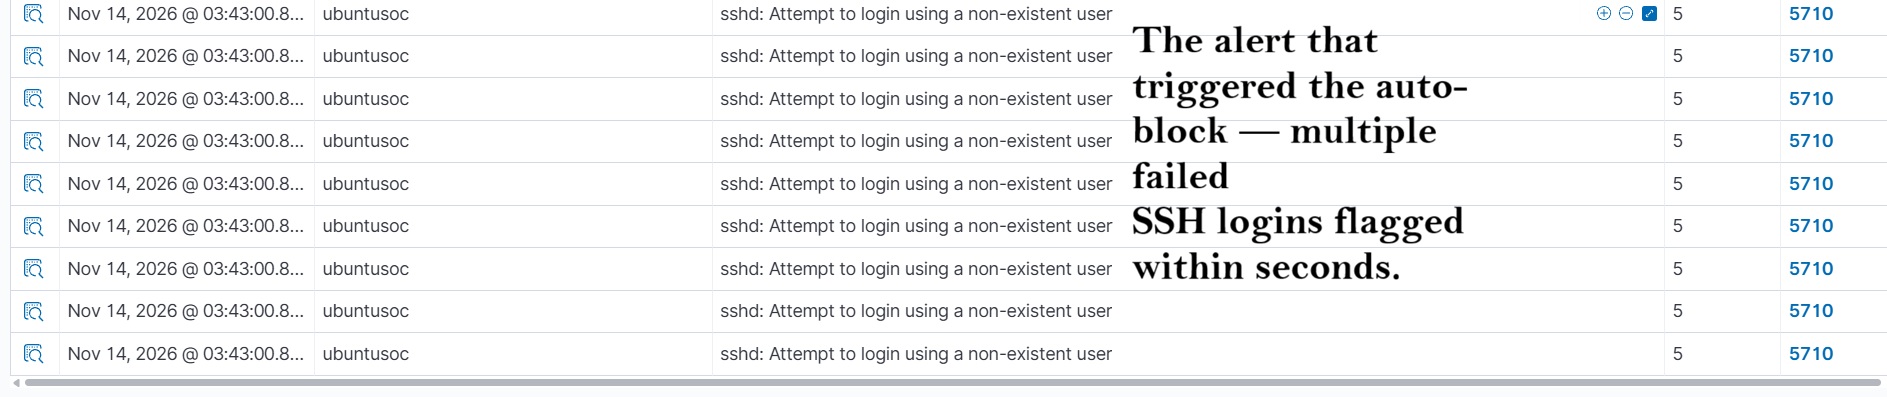 Nov 14, 2026 @ 03:43:00.8... ubuntusoc sshd: Attempt to login using a non-existent user 5 5710
The alert that
Nov 14, 2026 @ 03:43:00.8... ubuntusoc sshd: Attempt to login using a non-existent user 5 5710
triggered the auto-
Nov 14, 2026 @ 03:43:00.8... ubuntusoc sshd: Attempt to login using a non-existent user 5 5710
block — multiple
Nov 14, 2026 @ 03:43:00.8... ubuntusoc sshd: Attempt to login using a non-existent user 5 5710
failed
Nov 14, 2026 @ 03:43:00.8... ubuntusoc sshd: Attempt to login using a non-existent user 5 5710
SSH logins flagged
Nov 14, 2026 @ 03:43:00.8... ubuntusoc sshd: Attempt to login using a non-existent user 5 5710
within seconds.
Nov 14, 2026 @ 03:43:00.8... ubuntusoc sshd: Attempt to login using a non-existent user 5 5710
Nov 14, 2026 @ 03:43:00.8... ubuntusoc sshd: Attempt to login using a non-existent user 5 5710
Nov 14, 2026 @ 03:43:00.8... ubuntusoc sshd: Attempt to login using a non-existent user 5 5710